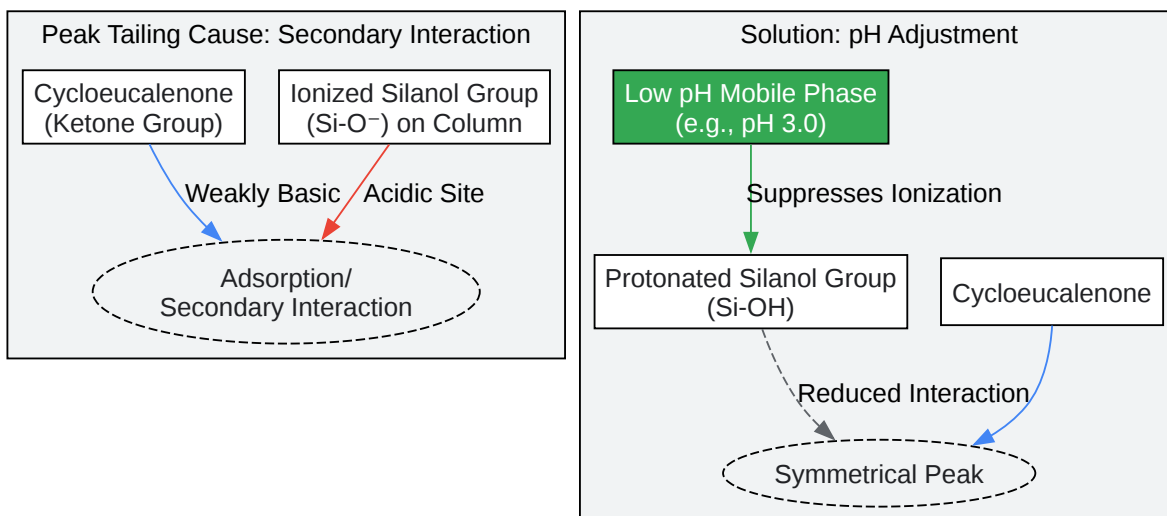 Peak Tailing Cause: Secondary Interaction
Cycloeucalenone
(Ketone Group)
Ionized Silanol Group
(Si-O⁻) on Column
Weakly Basic
Acidic Site
Adsorption/
Secondary Interaction
Solution: pH Adjustment
Low pH Mobile Phase
(e.g., pH 3.0)
Suppresses Ionization
Protonated Silanol Group
(Si-OH)
Cycloeucalenone
Reduced Interaction
Symmetrical Peak